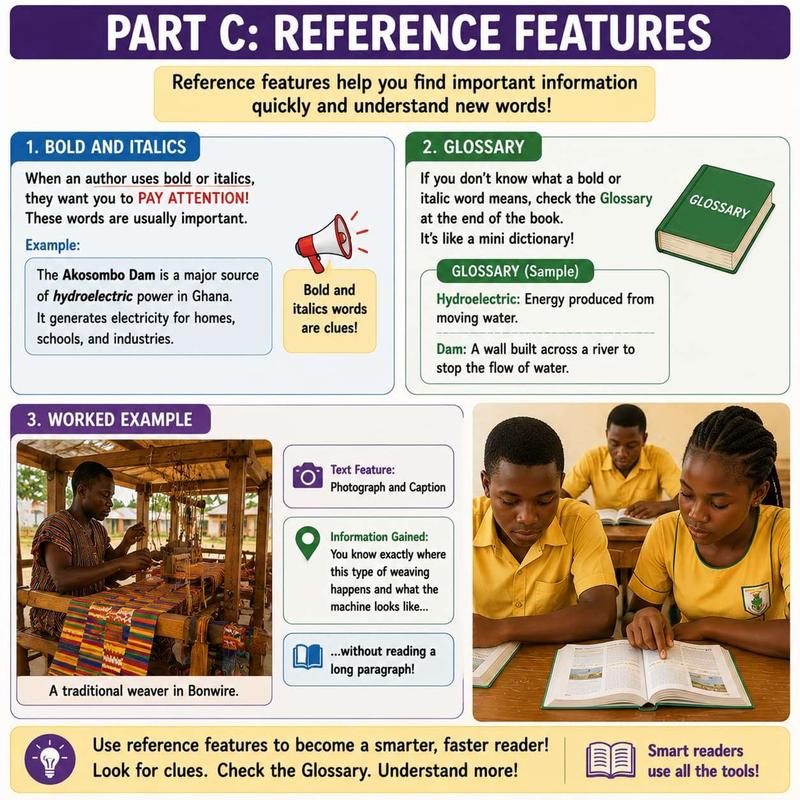 PART C: REFERENCE FEATURES
Reference features help you find important information
quickly and understand new words!
1. BOLD AND ITALICS
When an author uses bold or italics,
they want you to PAY ATTENTION!
These words are usually important.
Example:
The Akosombo Dam is a major source
of hydroelectric power in Ghana.
It generates electricity for homes,
schools, and industries.
Bold and
italics words
are clues!
2. GLOSSARY
If you don't know what a bold or
italic word means, check the Glossary
at the end of the book.
It's like a mini dictionary!
GLOSSARY
GLOSSARY (Sample)
Hydroelectric: Energy produced from
moving water.
Dam: A wall built across a river to
stop the flow of water.
3. WORKED EXAMPLE
A traditional weaver in Bonwire.
Text Feature:
Photograph and Caption
Information Gained:
You know exactly where
this type of weaving
happens and what the
machine looks like...
...without reading a
long paragraph!
Use reference features to become a smarter, faster reader!
Look for clues. Check the Glossary. Understand more!
Smart readers
use all the tools!